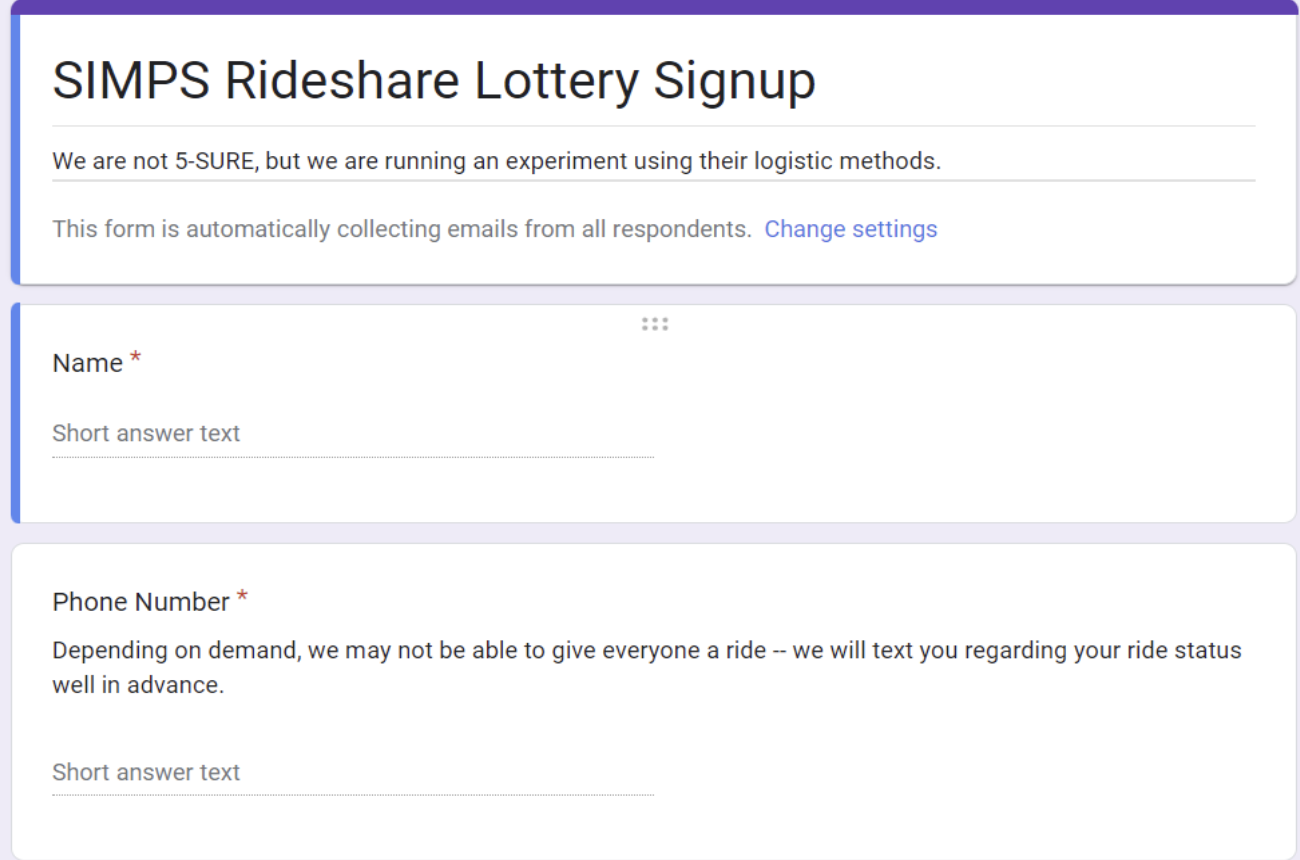 SIMPS Rideshare Lottery Signup
We are not 5-SURE, but we are running an experiment using their logistic methods.
This form is automatically collecting emails from all respondents. Change settings
Name *
Short answer text
Phone Number *
Depending on demand, we may not be able to give everyone a ride -- we will text you regarding your ride status
well in advance.
Short answer text